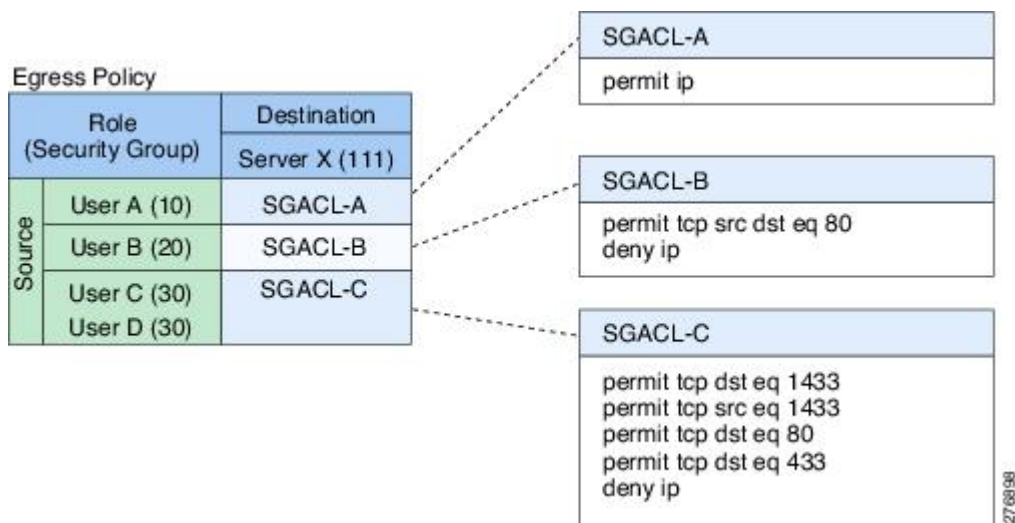 Egress Policy
Role
(Security Group)
Destination
Server X (111)
Source
User A (10)
SGACL-A
User B (20)
SGACL-B
User C (30)
User D (30)
SGACL-C
SGACL-A
permit ip
SGACL-B
permit tcp src dst eq 80
deny ip
SGACL-C
permit tcp dst eq 1433
permit tcp src eq 1433
permit tcp dst eq 80
permit tcp dst eq 433
deny ip
276898